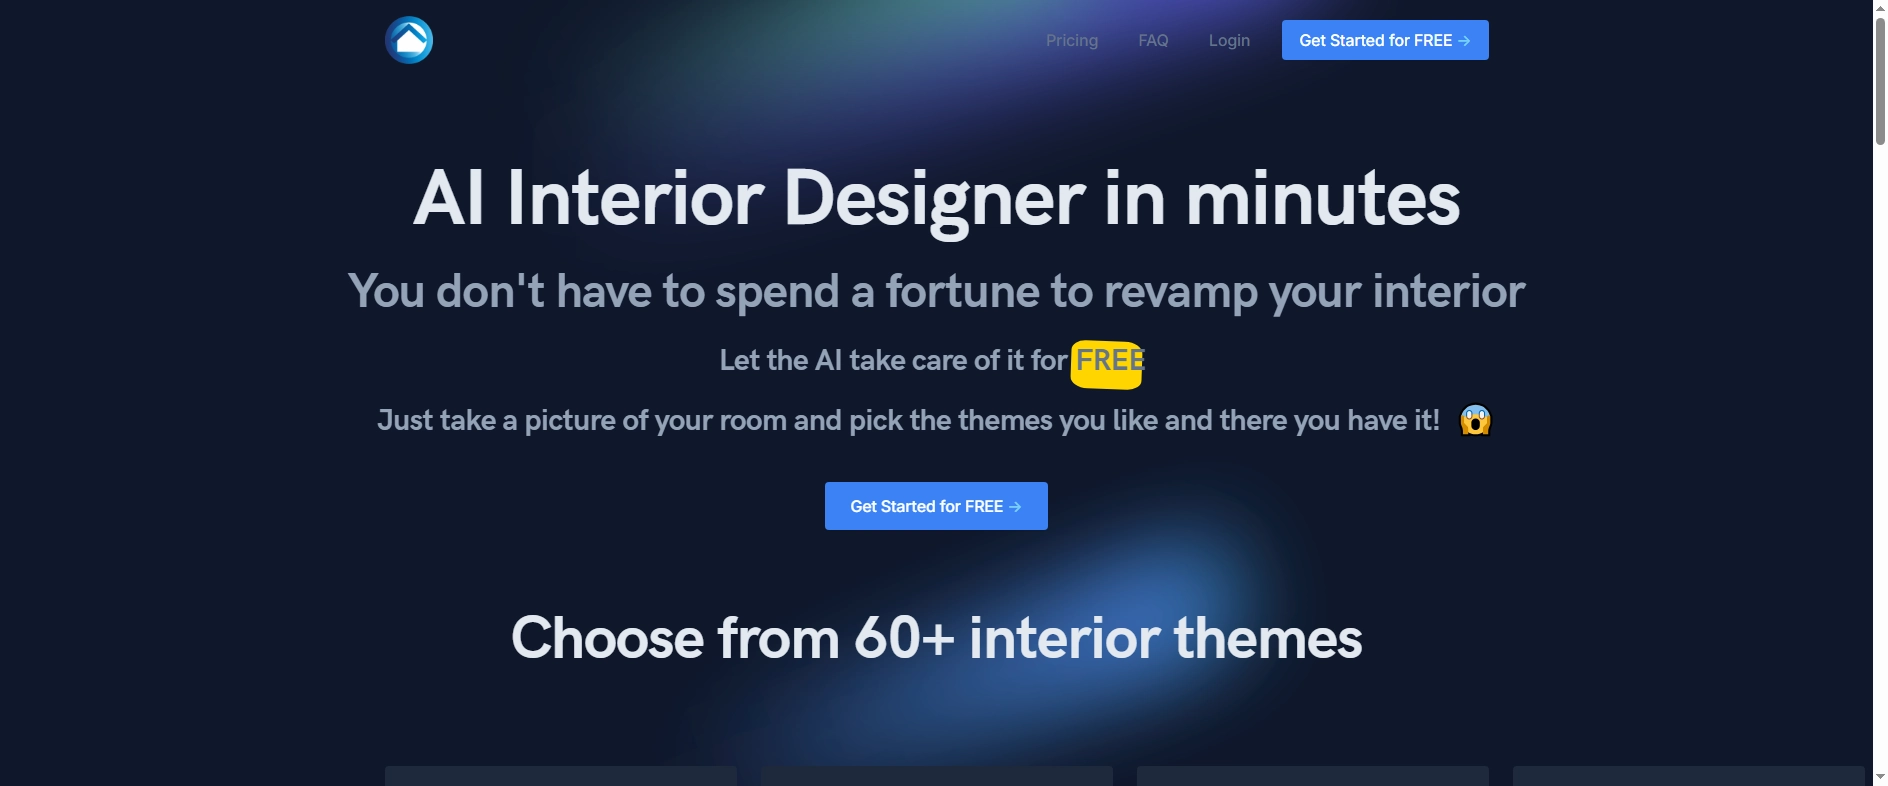 Pricing FAQ Login Get Started for FREE →
AI Interior Designer in minutes
You don't have to spend a fortune to revamp your interior
Let the AI take care of it for FREE
Just take a picture of your room and pick the themes you like and there you have it! 😱
Get Started for FREE →
Choose from 60+ interior themes